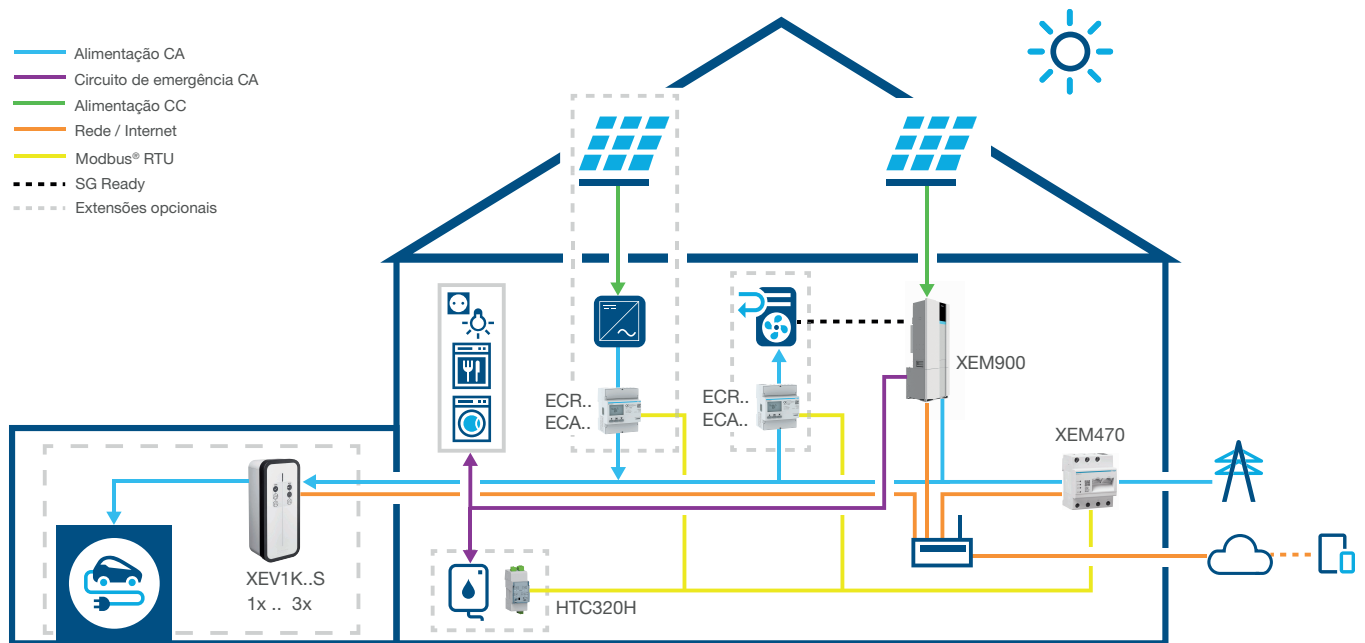 Alimentação CA
Circuito de emergência CA
Alimentação CC
Rede / Internet
Modbus® RTU
SG Ready
Extensões opcionais
XEM900
ECR..
ECA..
ECR..
ECA..
XEM470
XEV1K..S
1x .. 3x
HTC320H